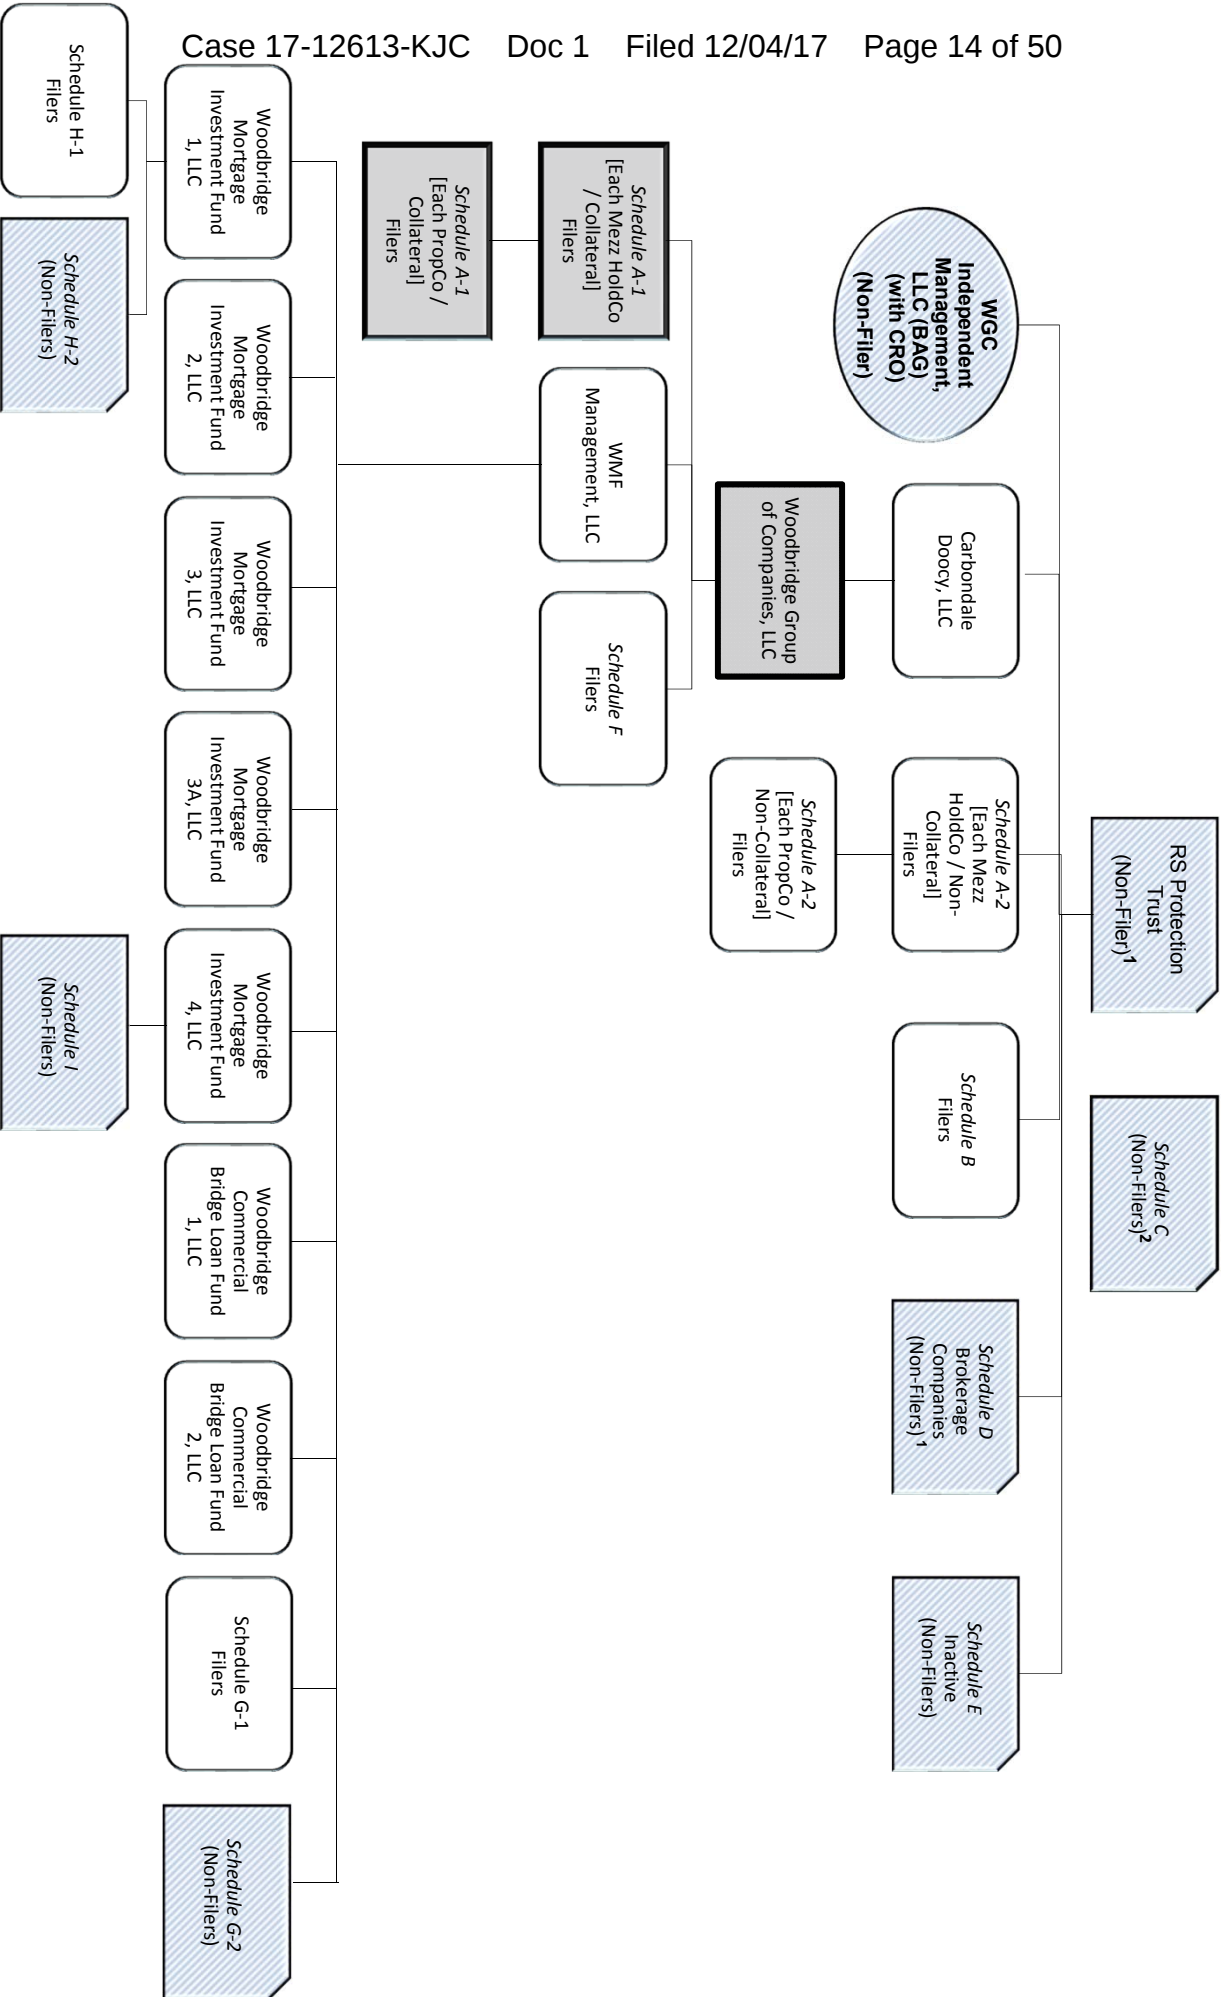 Case 17-12613-KJC Doc 1 Filed 12/04/17 Page 14 of 50
RS Protection
Trust
(Non-Filer)¹
Schedule C
(Non-Filers)²
WGC
Independent
Management,
LLC (BAG)
(with CRO)
(Non-Filer)
Carbondale
Doocy, LLC
Schedule A-2
[Each Mezz
HoldCo / Non-
Collateral]
Filers
Schedule B
Filers
Schedule D
Brokerage
Companies
(Non-Filers) ¹
Schedule E
Inactive
(Non-Filers)
Woodbridge Group
of Companies, LLC
Schedule A-2
[Each PropCo /
Non-Collateral]
Filers
Schedule A-1
[Each Mezz HoldCo
/ Collateral]
Filers
WMF
Management, LLC
Schedule F
Filers
Schedule A-1
[Each PropCo /
Collateral]
Filers
Woodbridge
Mortgage
Investment Fund
1, LLC
Woodbridge
Mortgage
Investment Fund
2, LLC
Woodbridge
Mortgage
Investment Fund
3, LLC
Woodbridge
Mortgage
Investment Fund
3A, LLC
Woodbridge
Mortgage
Investment Fund
4, LLC
Woodbridge
Commercial
Bridge Loan Fund
1, LLC
Woodbridge
Commercial
Bridge Loan Fund
2, LLC
Schedule G-1
Filers
Schedule G-2
(Non-Filers)
Schedule H-1
Filers
Schedule H-2
(Non-Filers)
Schedule I
(Non-Filers)